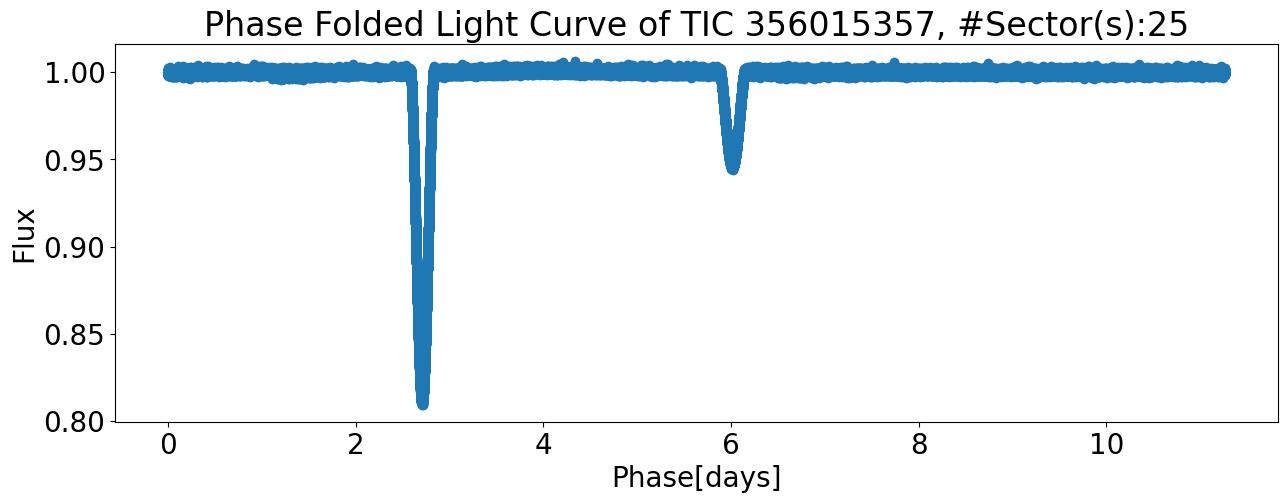 Phase Folded Light Curve of TIC 356015357, #Sector(s):25
1.00
0.95
0.90
0.85
0.80
Flux
0 2 4 6 8 10
Phase[days]